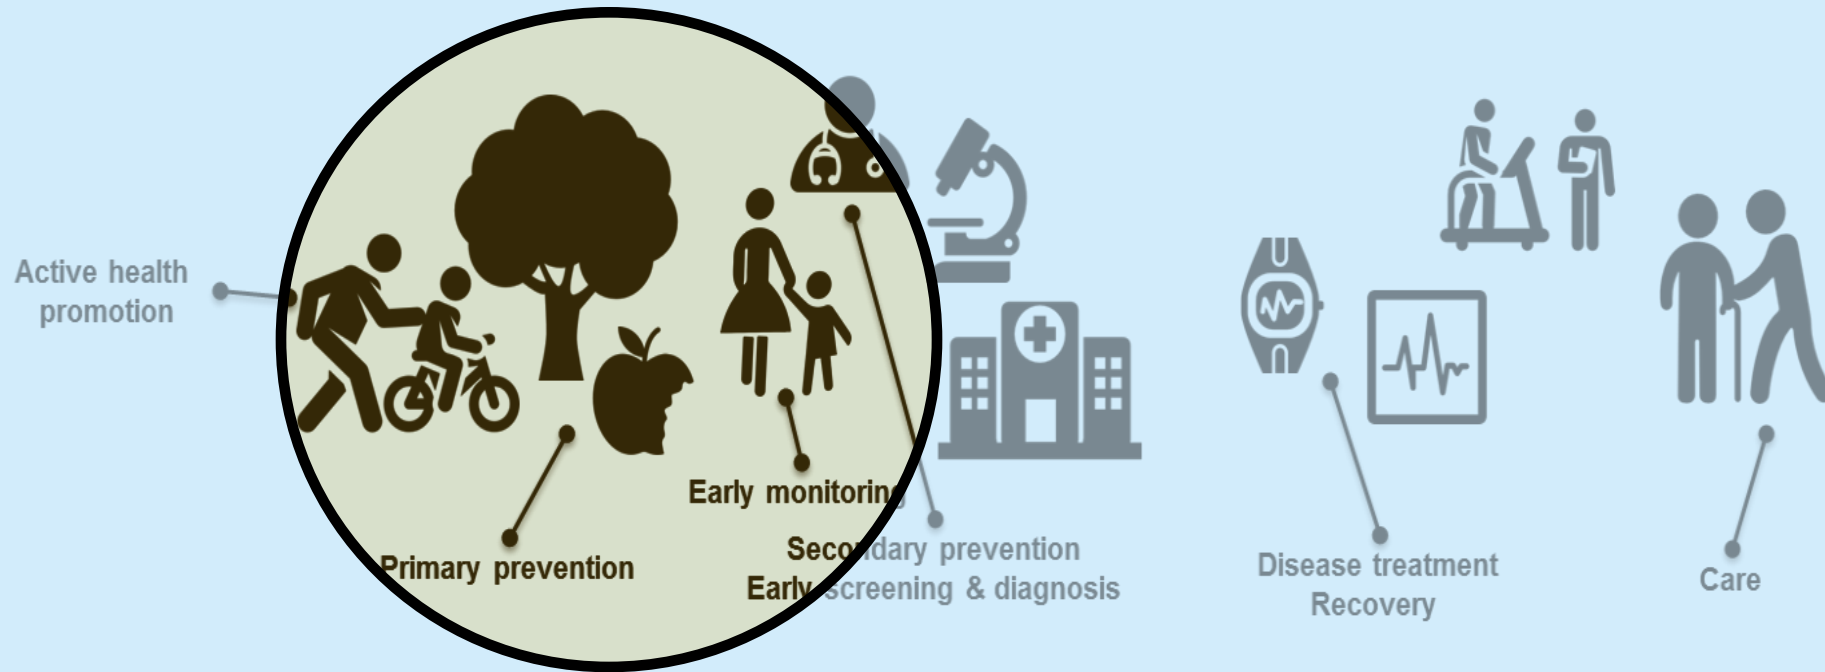 Active health
promotion
Primary prevention
Early monitoring
Secondary prevention
Early screening & diagnosis
Disease treatment
Recovery
Care